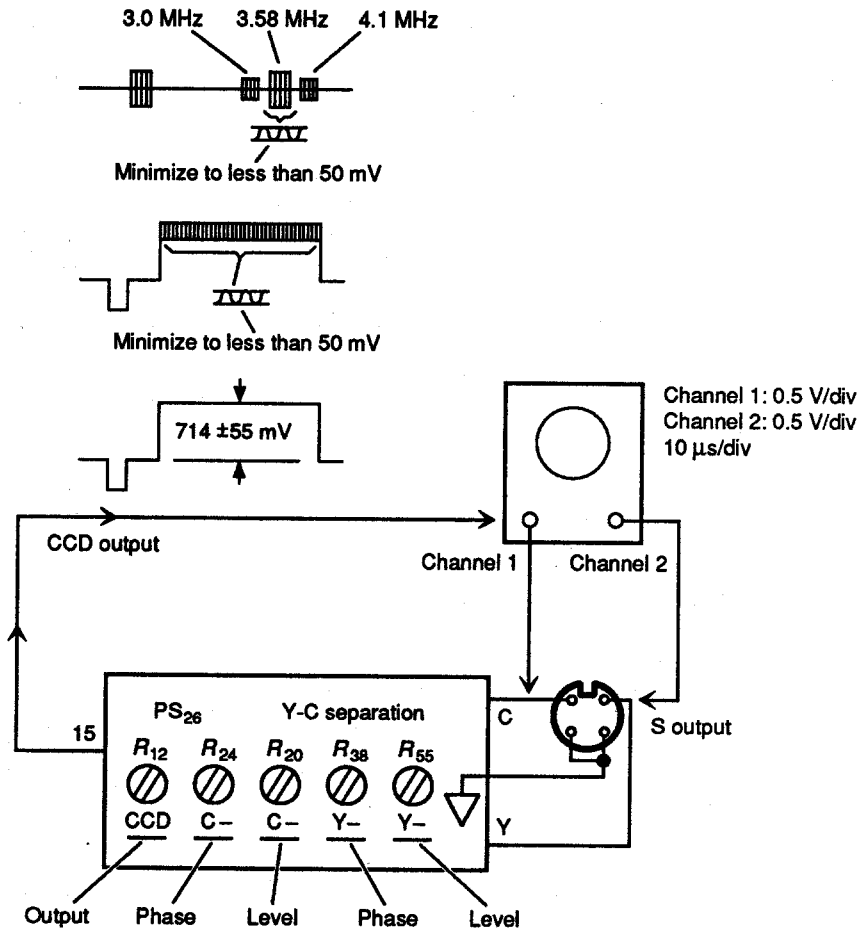 3.0 MHz 3.58 MHz 4.1 MHz
Minimize to less than 50 mV
Minimize to less than 50 mV
714 ±55 mV
Channel 1: 0.5 V/div
Channel 2: 0.5 V/div
10 μs/div
CCD output
Channel 1 Channel 2
PS26 Y-C separation
C
S output
15
R12 R24 R20 R38 R55
CCD C– C– Y– Y–
Y
Output Phase Level Phase Level